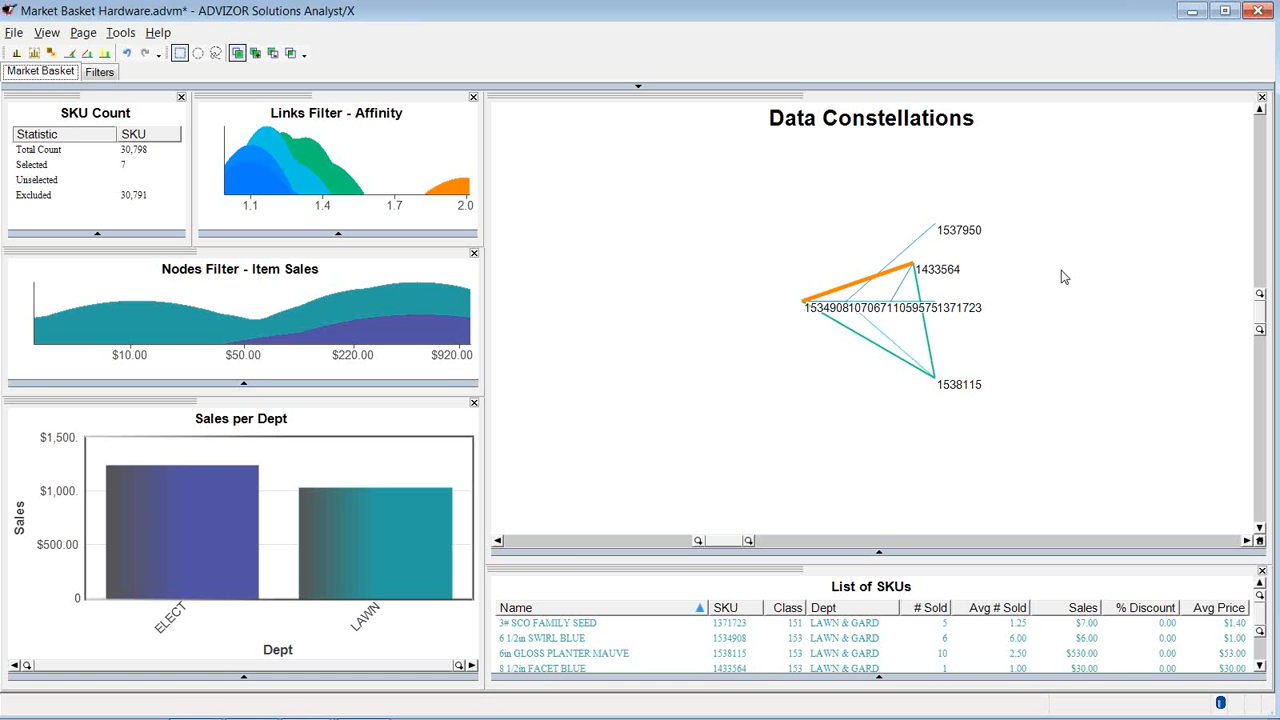 Market Basket Hardware.advm* - ADVIZOR Solutions Analyst/X
File View Page Tools Help
Market Basket Filters
SKU Count
Statistic SKU
Total Count 30,798
Selected 7
Unselected
Excluded 30,791
Links Filter - Affinity
1.1 1.4 1.7 2.0
Nodes Filter - Item Sales
$10.00 $50.00 $220.00 $920.00
Sales per Dept
$1,500.
$1,000.
$500.00
0
Sales
ELECT LAWN
Dept
Data Constellations
1537950
1433564
1534908 1070671 1059575 1371723
1538115
List of SKUs
Name SKU Class Dept # Sold Avg # Sold Sales % Discount Avg Price
3# SCO FAMILY SEED 1371723 151 LAWN & GARD 5 1.25 $7.00 0.00 $1.40
6 1/2in SWIRL BLUE 1534908 153 LAWN & GARD 6 6.00 $6.00 0.00 $1.00
6in GLOSS PLANTER MAUVE 1538115 153 LAWN & GARD 10 2.50 $530.00 0.00 $53.00
8 1/2in FACET BLUE 1433564 153 LAWN & GARD 1 1.00 $30.00 0.00 $30.00